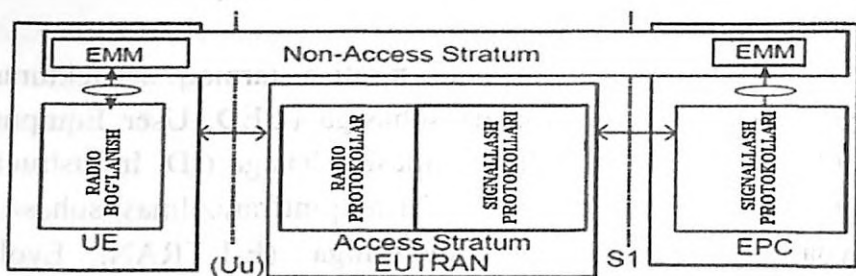 EMM
Non-Access Stratum
EMM
RADIO
BOG'LANISH
UE
(Uu)
RADIO
PROTOKOLLAR
SIGNALLASH
PROTOKOLLARI
Access Stratum
EUTRAN
S1
SIGNALLASH
PROTOKOLLARI
EPC